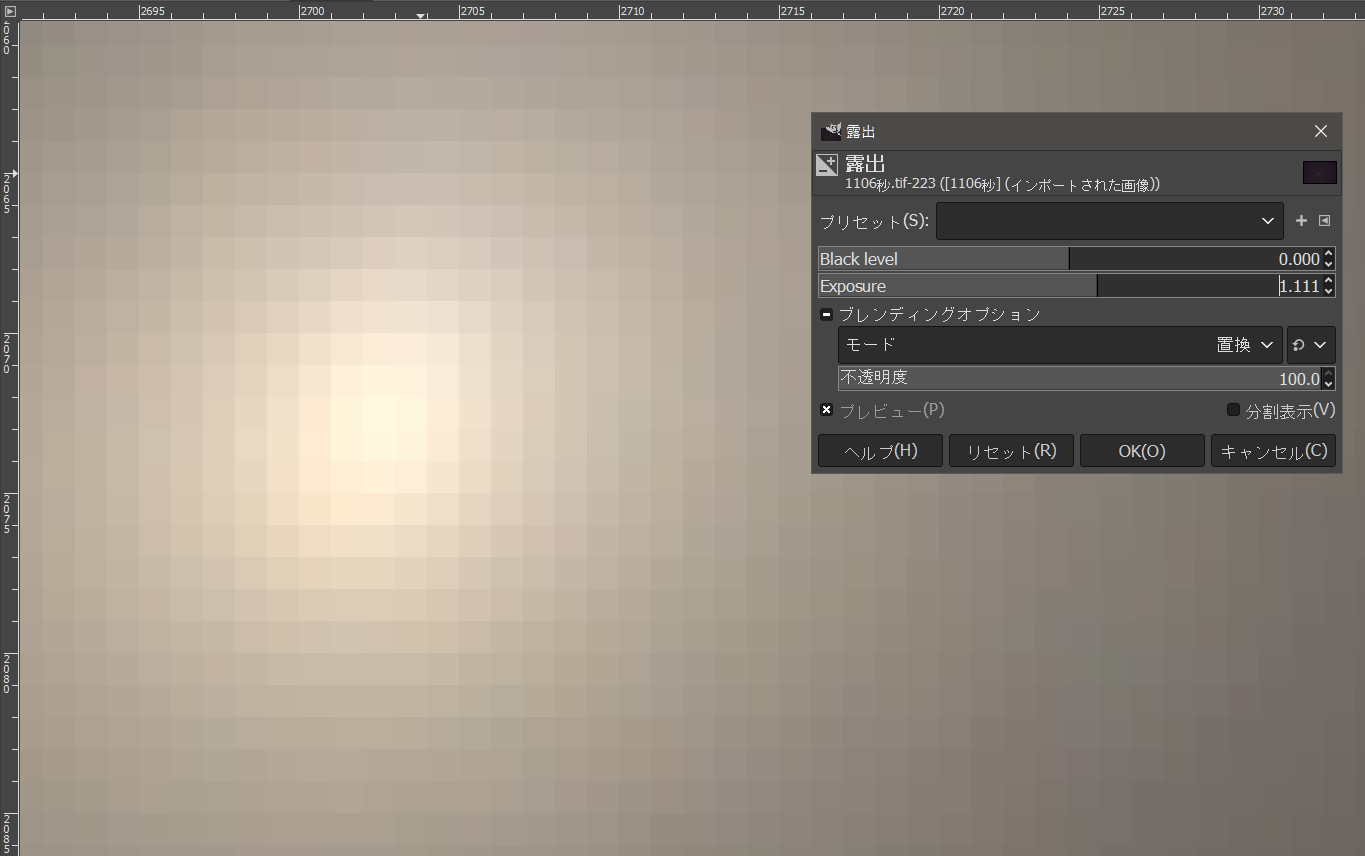 2695 2700 2705 2710 2715 2720 2725 2730
2060
2065
2070
2075
2080
2085
露出
露出
1106秒.tif-223 ([1106秒] (インポートされた画像))
プリセット(S):
Black level 0.000
Exposure 1.111
ブレンディングオプション
モード 置換
不透明度 100.0
プレビュー(P) 分割表示(V)
ヘルプ(H) リセット(R) OK(O) キャンセル(C)